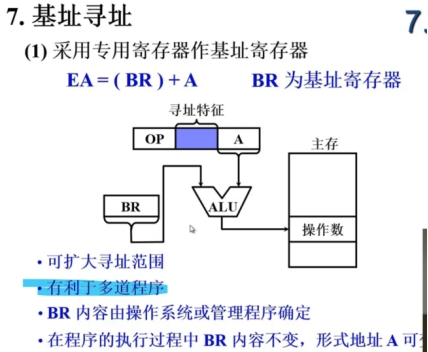 7. 基址寻址
7.
(1) 采用专用寄存器作基址寄存器
EA = ( BR ) + A BR 为基址寄存器
寻址特征
OP A
主存
BR
ALU
操作数
• 可扩大寻址范围
• 有利于多道程序
• BR 内容由操作系统或管理程序确定
• 在程序的执行过程中 BR 内容不变，形式地址 A 可